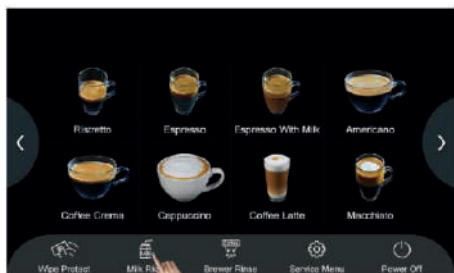 Ristretto
Espresso
Espresso With Milk
Americano
Coffee Crema
Cappuccino
Coffee Latte
Macchiato
Wipe Protect
Milk
Brewer Rinse
Service Menu
Power Off